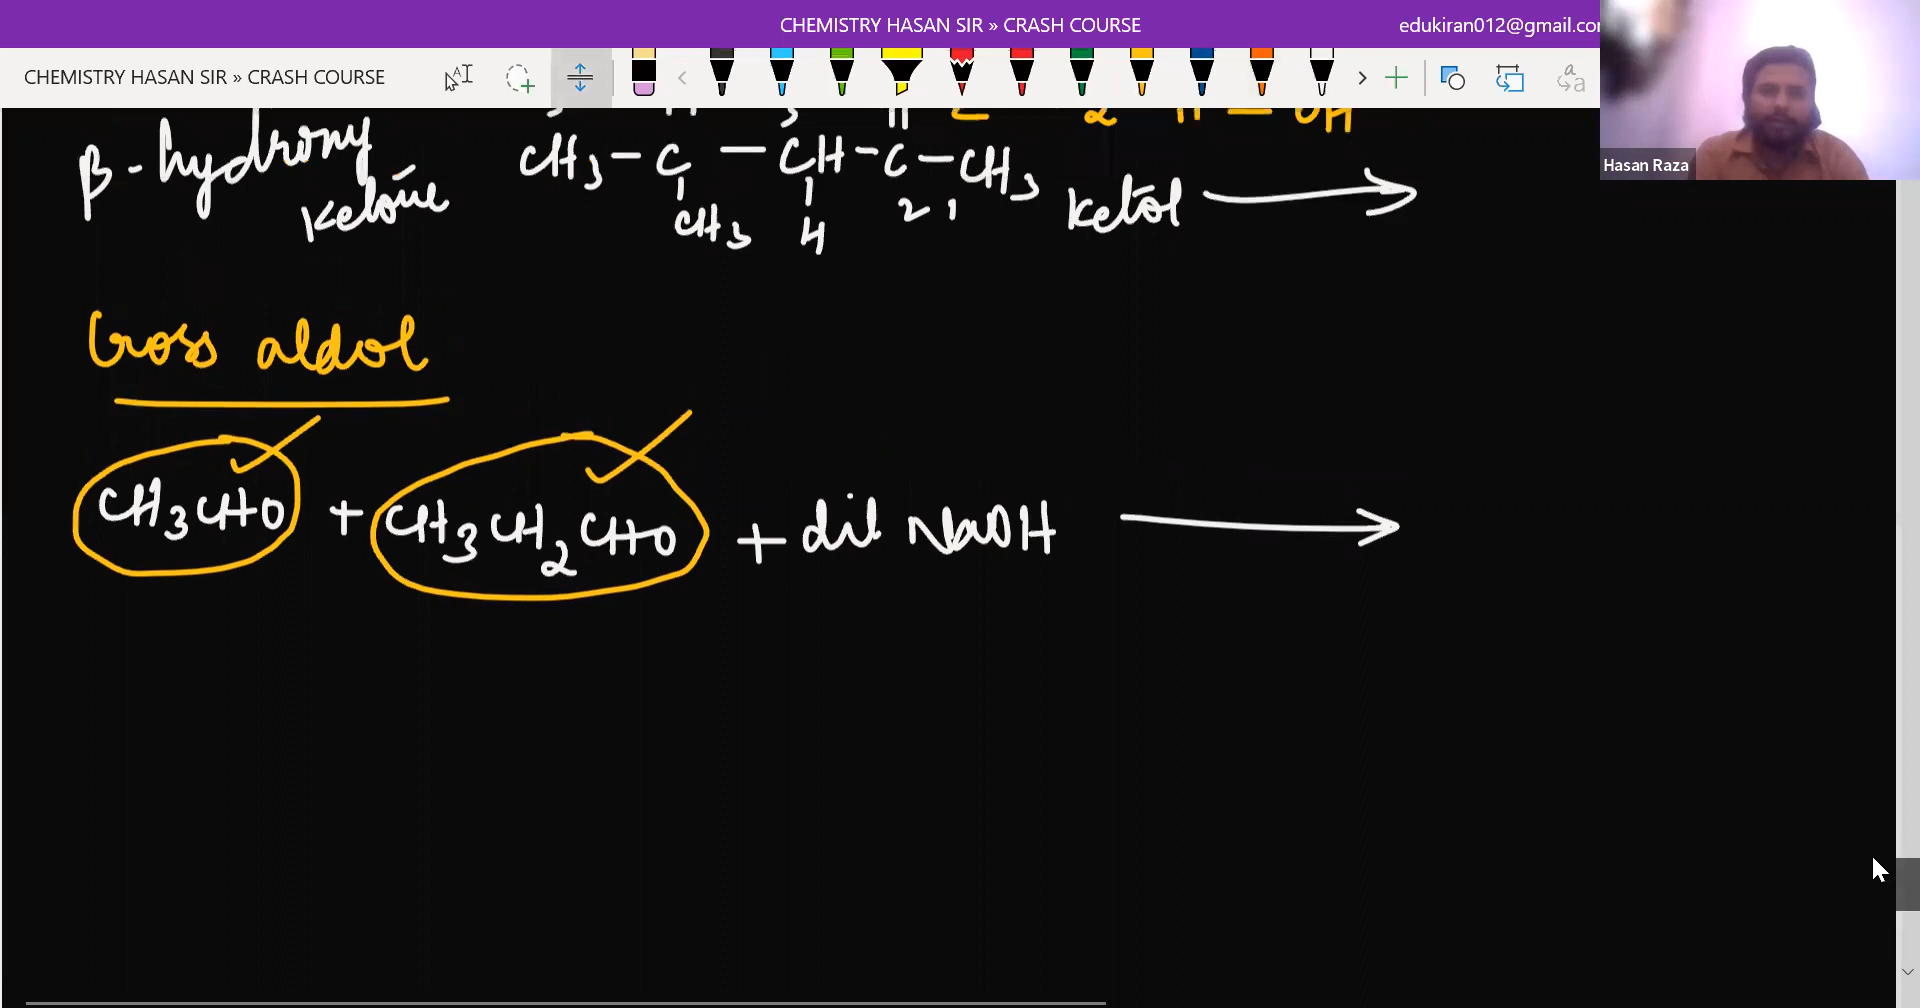 CHEMISTRY HASAN SIR » CRASH COURSE
edukiran012@gmail.co
CHEMISTRY HASAN SIR » CRASH COURSE
Hasan Raza
β-hydroxy
Ketone
CH3 – C – CH – C – CH3
CH3 4 2 1
Ketol
Cross aldol
CH3CHO + CH3CH2CHO + dil NaOH